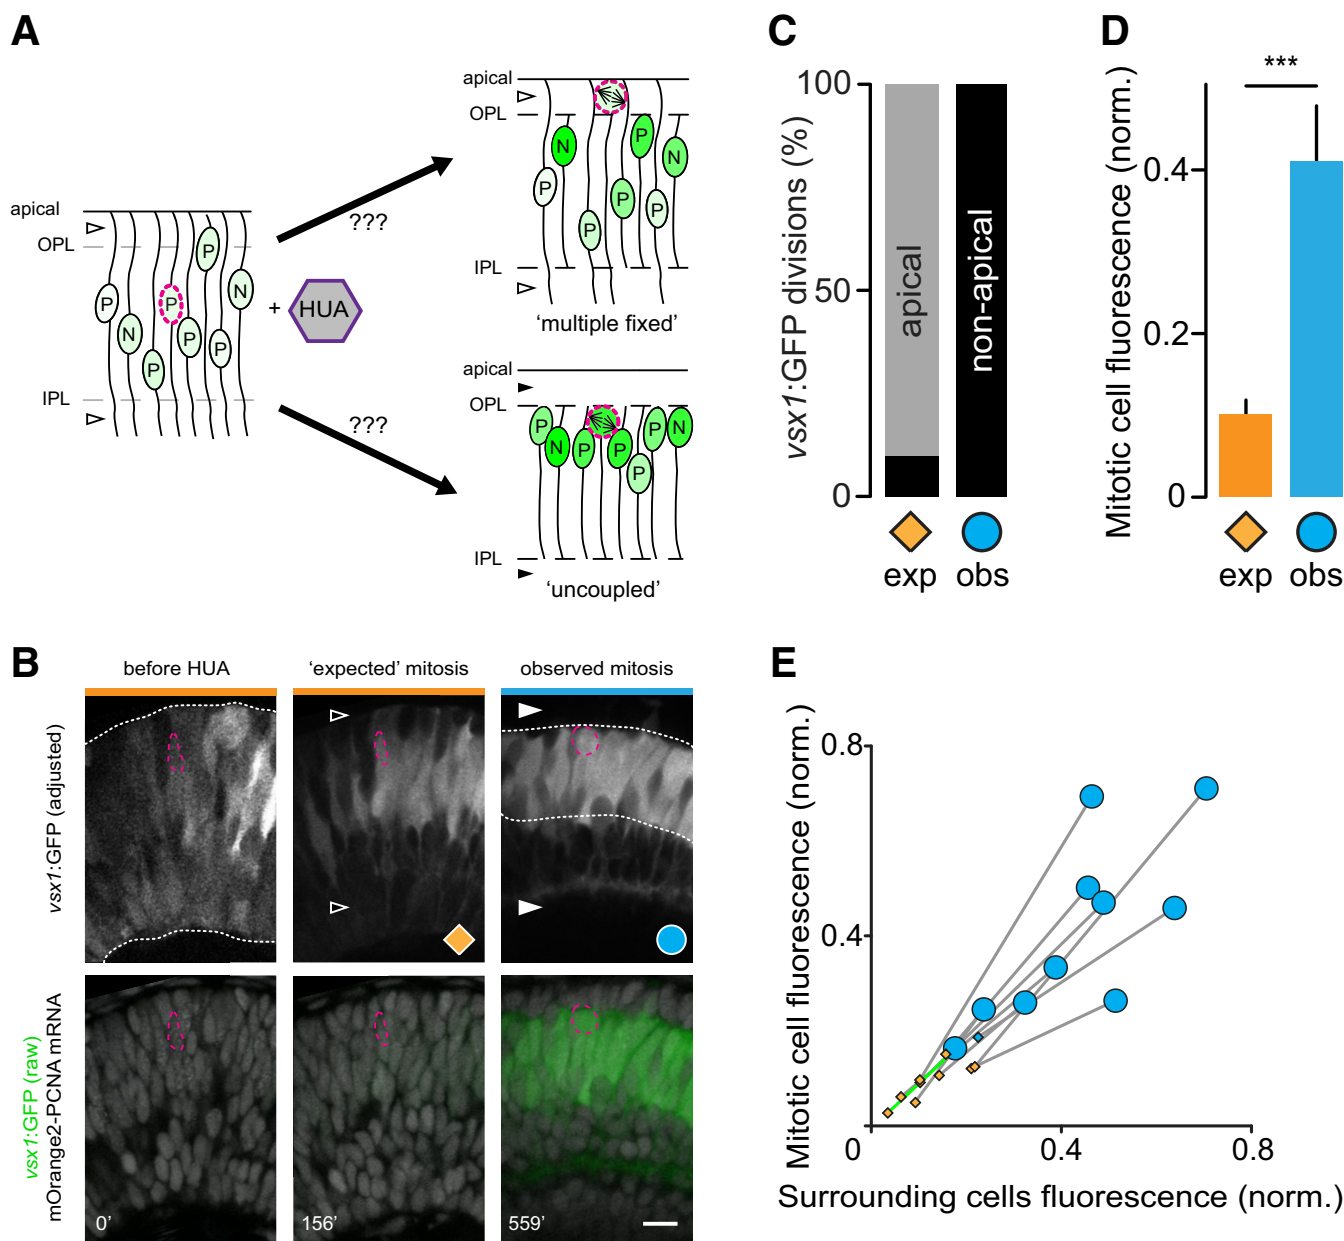 A
apical
OPL
IPL
P
N
P
P
P
P
P
N
+ HUA
???
???
apical
OPL
IPL
N
P
P
P
P
P
N
'multiple fixed'
apical
OPL
IPL
P
N
P
P
P
P
N
'uncoupled'
B
before HUA
'expected' mitosis
observed mitosis
vsx1:GFP (adjusted)
vsx1:GFP (raw)
mOrange2-PCNA mRNA
0'
156'
559'
C
vsx1:GFP divisions (%)
100
50
0
apical
non-apical
exp
obs
D
Mitotic cell fluorescence (norm.)
0.4
0.2
0
***
exp
obs
E
Mitotic cell fluorescence (norm.)
0.8
0.4
0
0.4
0.8
Surrounding cells fluorescence (norm.)